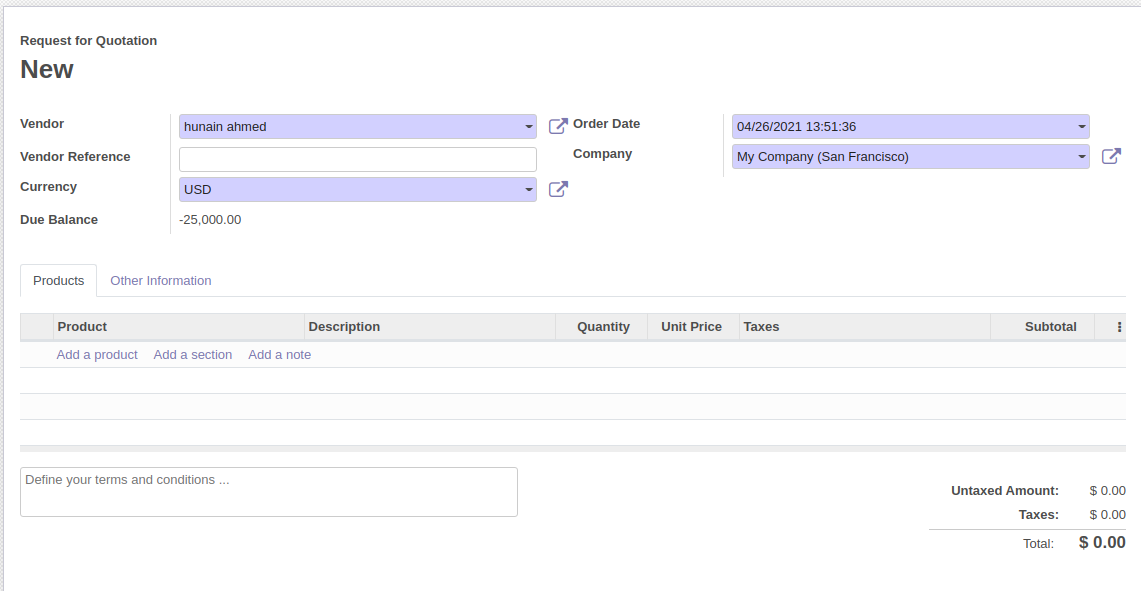 Request for Quotation
New
Vendor
hunain ahmed
Order Date
04/26/2021 13:51:36
Vendor Reference
Company
My Company (San Francisco)
Currency
USD
Due Balance
-25,000.00
Products
Other Information
Product Description Quantity Unit Price Taxes Subtotal
Add a product Add a section Add a note
Define your terms and conditions ...
Untaxed Amount: $ 0.00
Taxes: $ 0.00
Total: $ 0.00